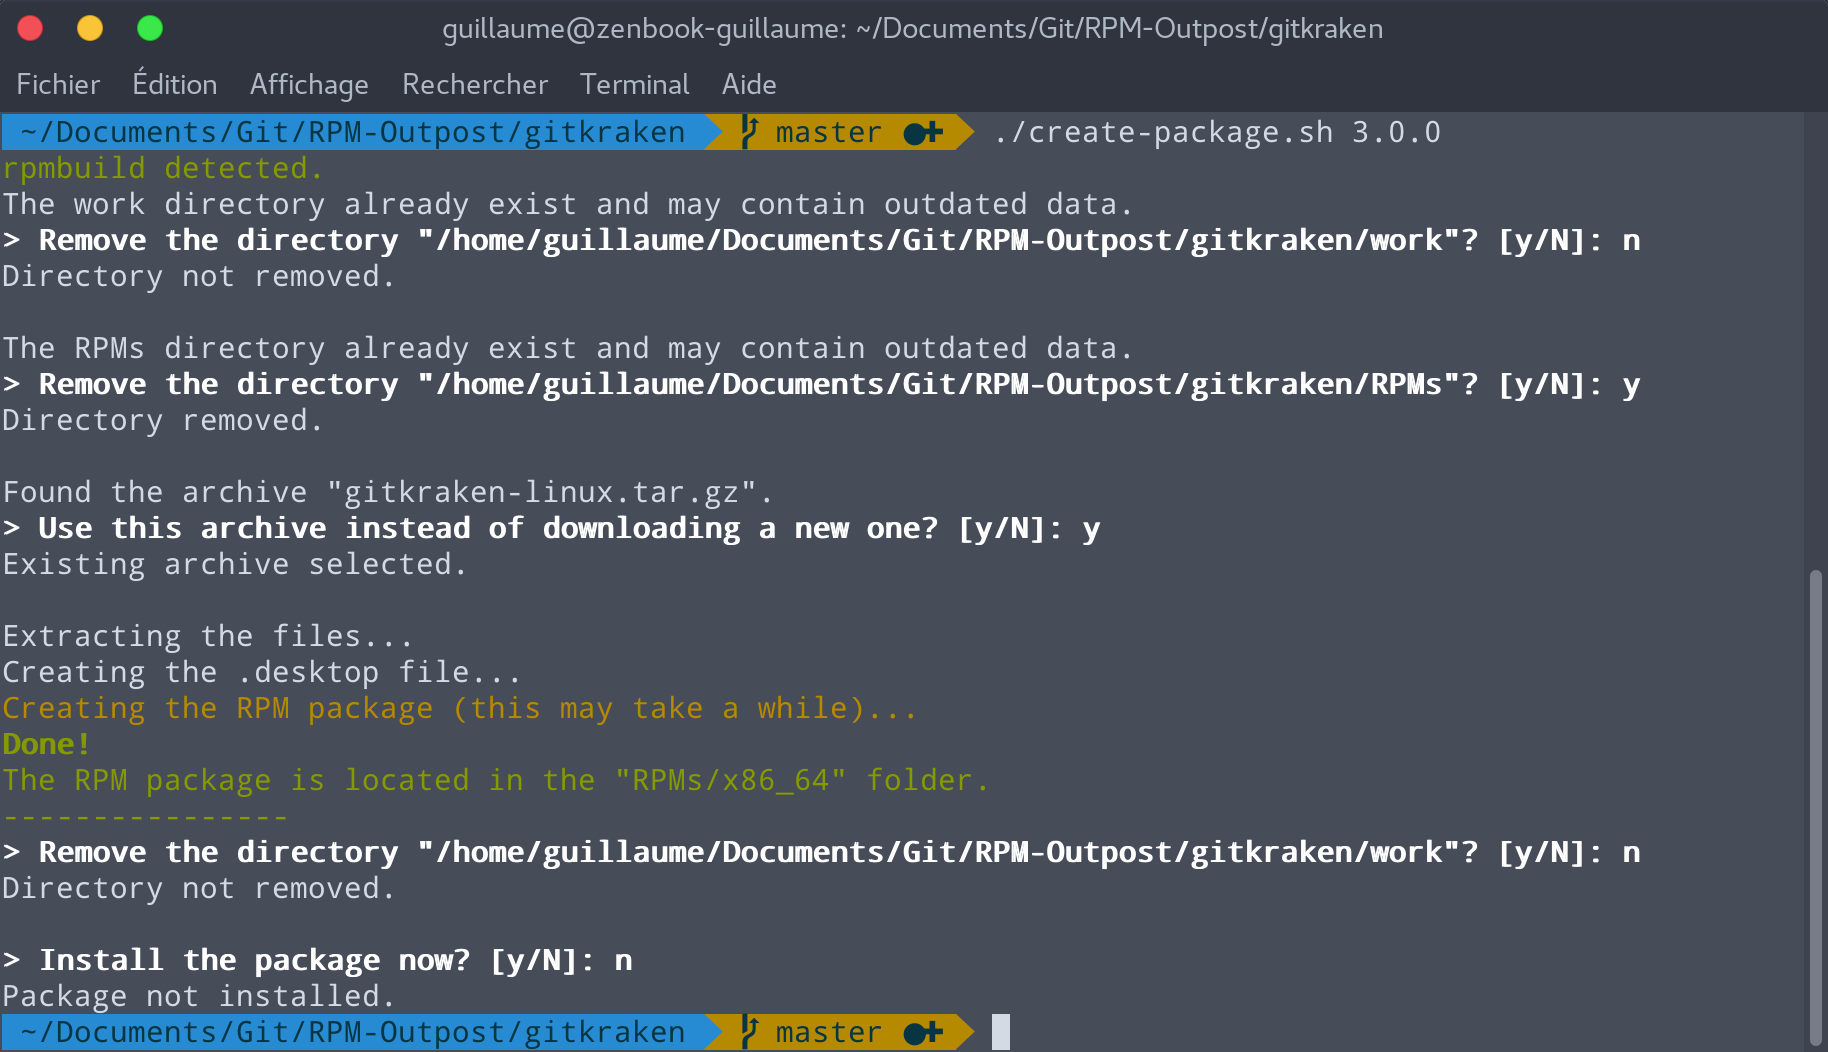 guillaume@zenbook-guillaume: ~/Documents/Git/RPM-Outpost/gitkraken
Fichier Édition Affichage Rechercher Terminal Aide
~/Documents/Git/RPM-Outpost/gitkraken master ●✚ ./create-package.sh 3.0.0
rpmbuild detected.
The work directory already exist and may contain outdated data.
> Remove the directory "/home/guillaume/Documents/Git/RPM-Outpost/gitkraken/work"? [y/N]: n
Directory not removed.
The RPMs directory already exist and may contain outdated data.
> Remove the directory "/home/guillaume/Documents/Git/RPM-Outpost/gitkraken/RPMs"? [y/N]: y
Directory removed.
Found the archive "gitkraken-linux.tar.gz".
> Use this archive instead of downloading a new one? [y/N]: y
Existing archive selected.
Extracting the files...
Creating the .desktop file...
Creating the RPM package (this may take a while)...
Done!
The RPM package is located in the "RPMs/x86_64" folder.
----------------
> Remove the directory "/home/guillaume/Documents/Git/RPM-Outpost/gitkraken/work"? [y/N]: n
Directory not removed.
> Install the package now? [y/N]: n
Package not installed.
~/Documents/Git/RPM-Outpost/gitkraken master ●✚